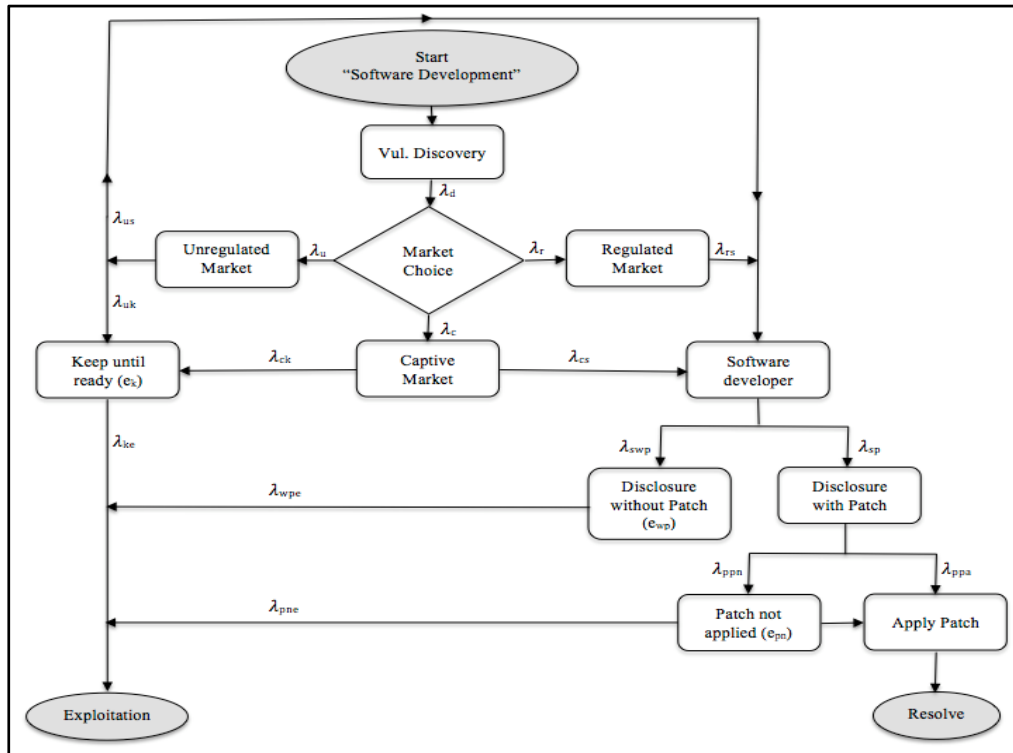 Start
“Software Development”
Vul. Discovery
λd
λus
Unregulated
Market
λu
Market
Choice
λr
Regulated
Market
λrs
λuk
λc
Keep until
ready (ek)
λck
Captive
Market
λcs
Software
developer
λke
λswp
λsp
λwpe
Disclosure
without Patch
(ewp)
Disclosure
with Patch
λppn
λppa
λpne
Patch not
applied (epn)
Apply Patch
Exploitation
Resolve